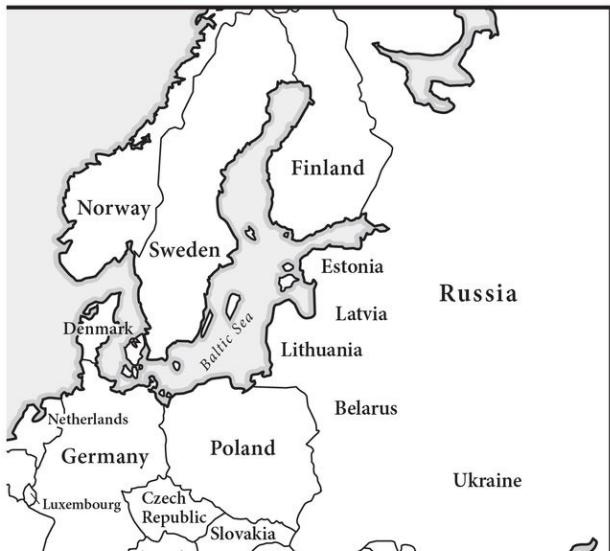 Finland
Norway
Sweden
Estonia
Russia
Latvia
Denmark
Baltic Sea
Lithuania
Belarus
Netherlands
Poland
Germany
Ukraine
Czech
Republic
Luxembourg
Slovakia